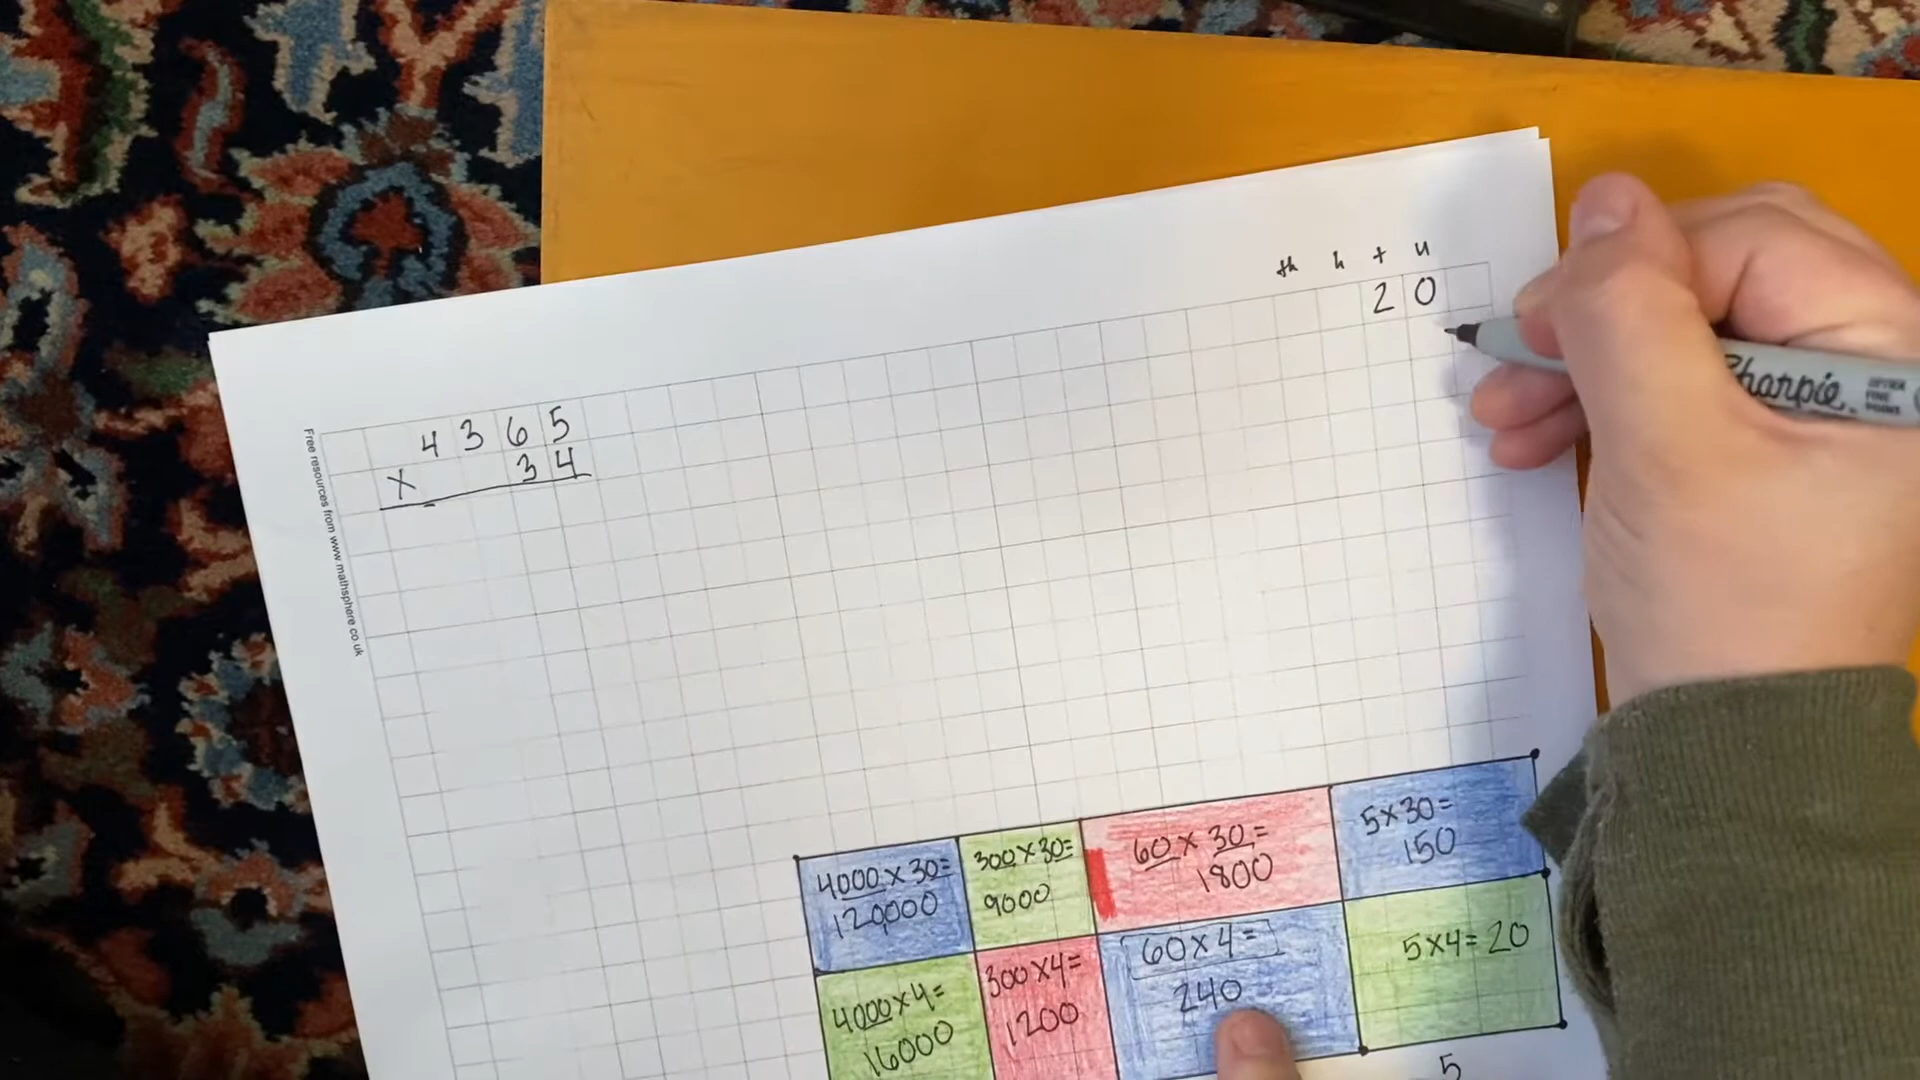 th h t u
2 0
4 3 6 5
x 3 4
Free resources from www.mathsphere.co.uk
Sharpie
4000 x 30 =
120,000
300 x 30 =
9000
60 x 30 =
1800
5 x 30 =
150
4000 x 4 =
16000
300 x 4 =
1200
60 x 4 =
240
5 x 4 = 20
5